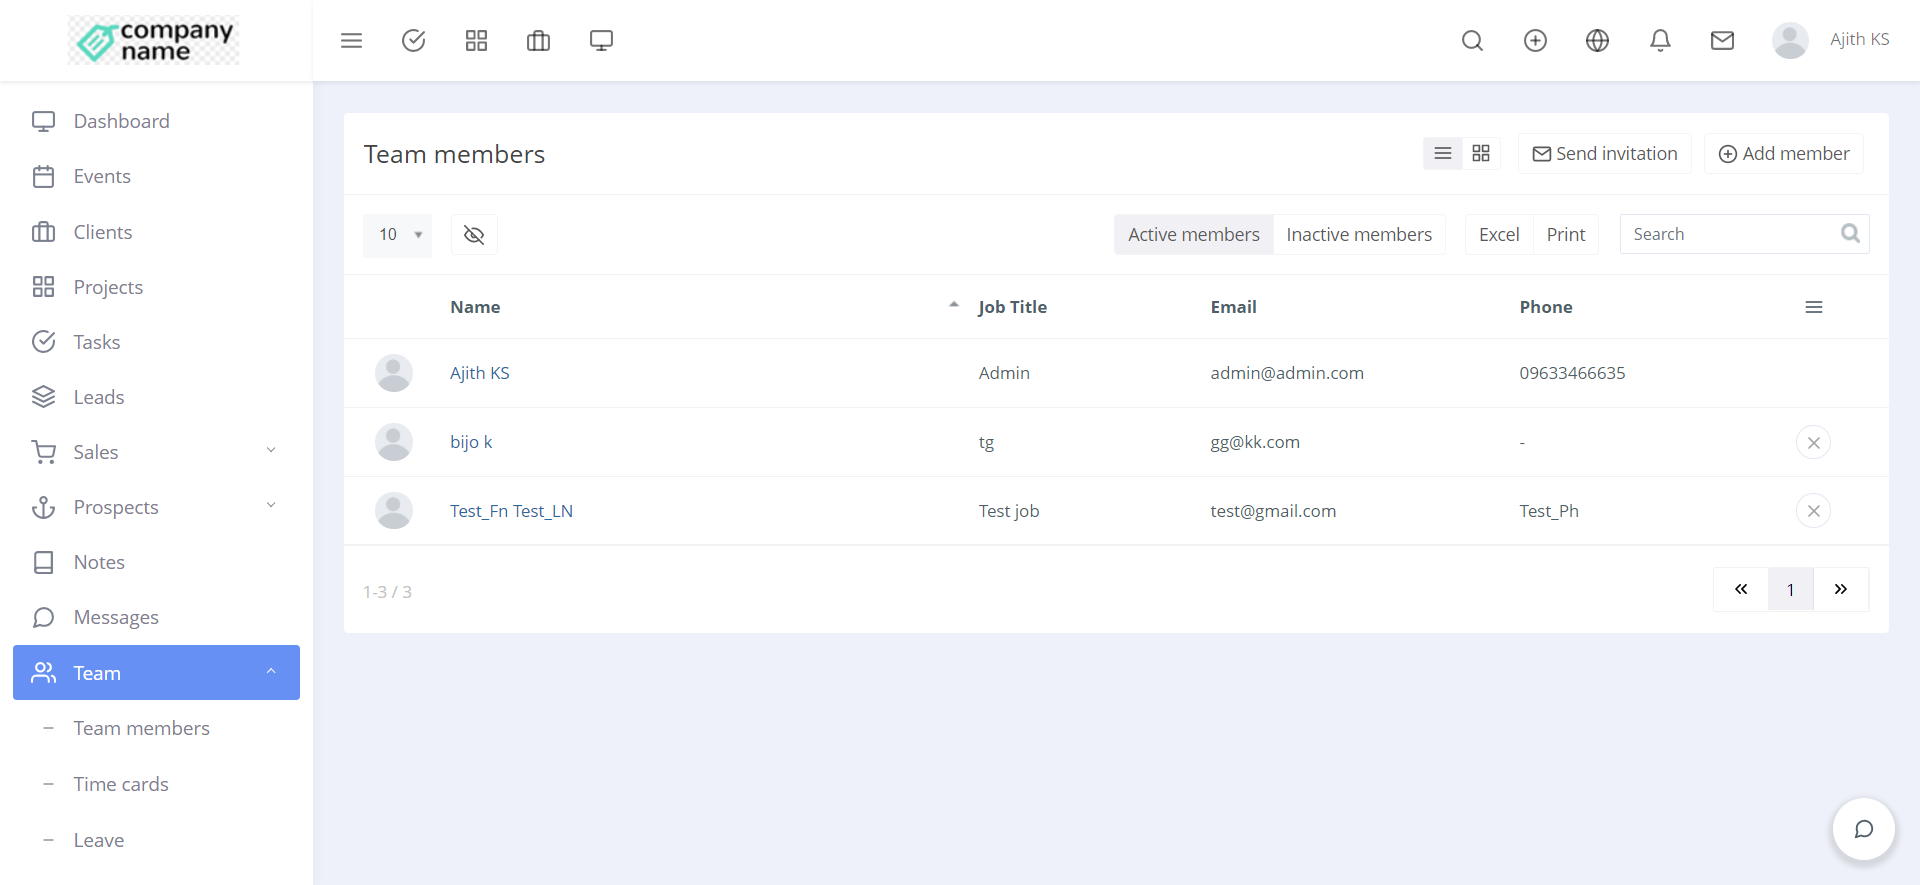 company
name
Ajith KS
Dashboard
Events
Clients
Projects
Tasks
Leads
Sales
Prospects
Notes
Messages
Team
Team members
Time cards
Leave
Team members
Send invitation
Add member
10
Active members
Inactive members
Excel
Print
Search
Name
Job Title
Email
Phone
Ajith KS
Admin
admin@admin.com
09633466635
bijo k
tg
gg@kk.com
-
Test_Fn Test_LN
Test job
test@gmail.com
Test_Ph
1-3 / 3
«
1
»